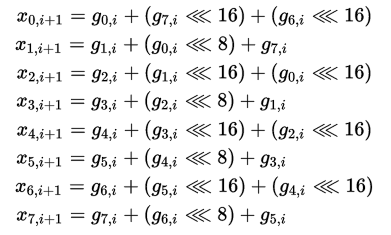 x₀,ᵢ₊₁ = g₀,ᵢ + (g₇,ᵢ ⋘ 16) + (g₆,ᵢ ⋘ 16)
x₁,ᵢ₊₁ = g₁,ᵢ + (g₀,ᵢ ⋘ 8) + g₇,ᵢ
x₂,ᵢ₊₁ = g₂,ᵢ + (g₁,ᵢ ⋘ 16) + (g₀,ᵢ ⋘ 16)
x₃,ᵢ₊₁ = g₃,ᵢ + (g₂,ᵢ ⋘ 8) + g₁,ᵢ
x₄,ᵢ₊₁ = g₄,ᵢ + (g₃,ᵢ ⋘ 16) + (g₂,ᵢ ⋘ 16)
x₅,ᵢ₊₁ = g₅,ᵢ + (g₄,ᵢ ⋘ 8) + g₃,ᵢ
x₆,ᵢ₊₁ = g₆,ᵢ + (g₅,ᵢ ⋘ 16) + (g₄,ᵢ ⋘ 16)
x₇,ᵢ₊₁ = g₇,ᵢ + (g₆,ᵢ ⋘ 8) + g₅,ᵢ